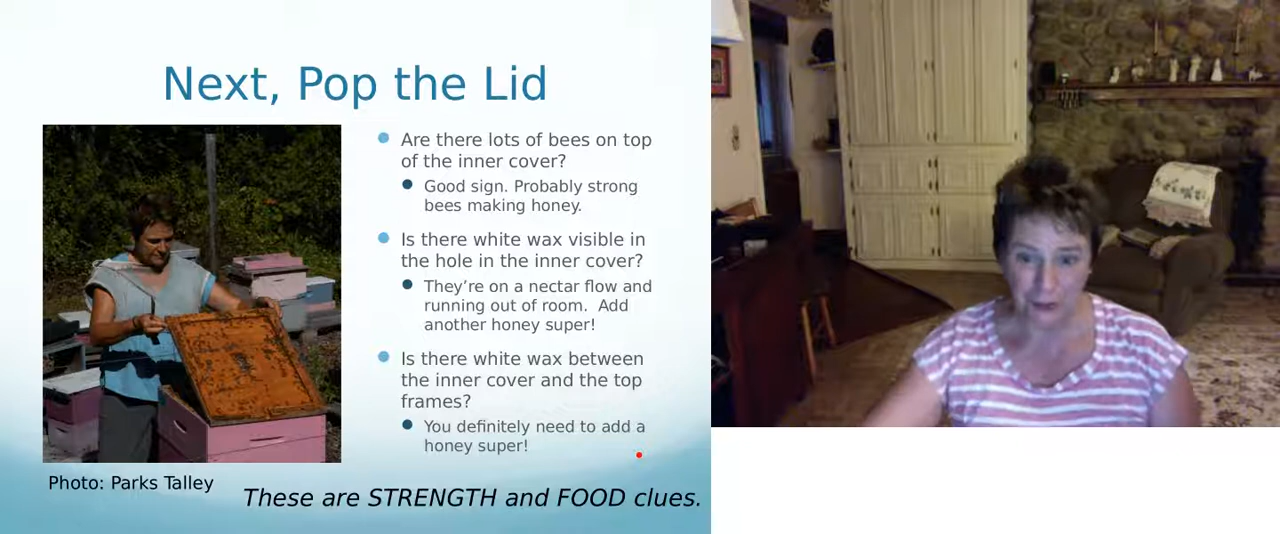 Next, Pop the Lid
Are there lots of bees on top
of the inner cover?
Good sign. Probably strong
bees making honey.
Is there white wax visible in
the hole in the inner cover?
They're on a nectar flow and
running out of room.  Add
another honey super!
Is there white wax between
the inner cover and the top
frames?
You definitely need to add a
honey super!
Photo: Parks Talley
These are STRENGTH and FOOD clues.